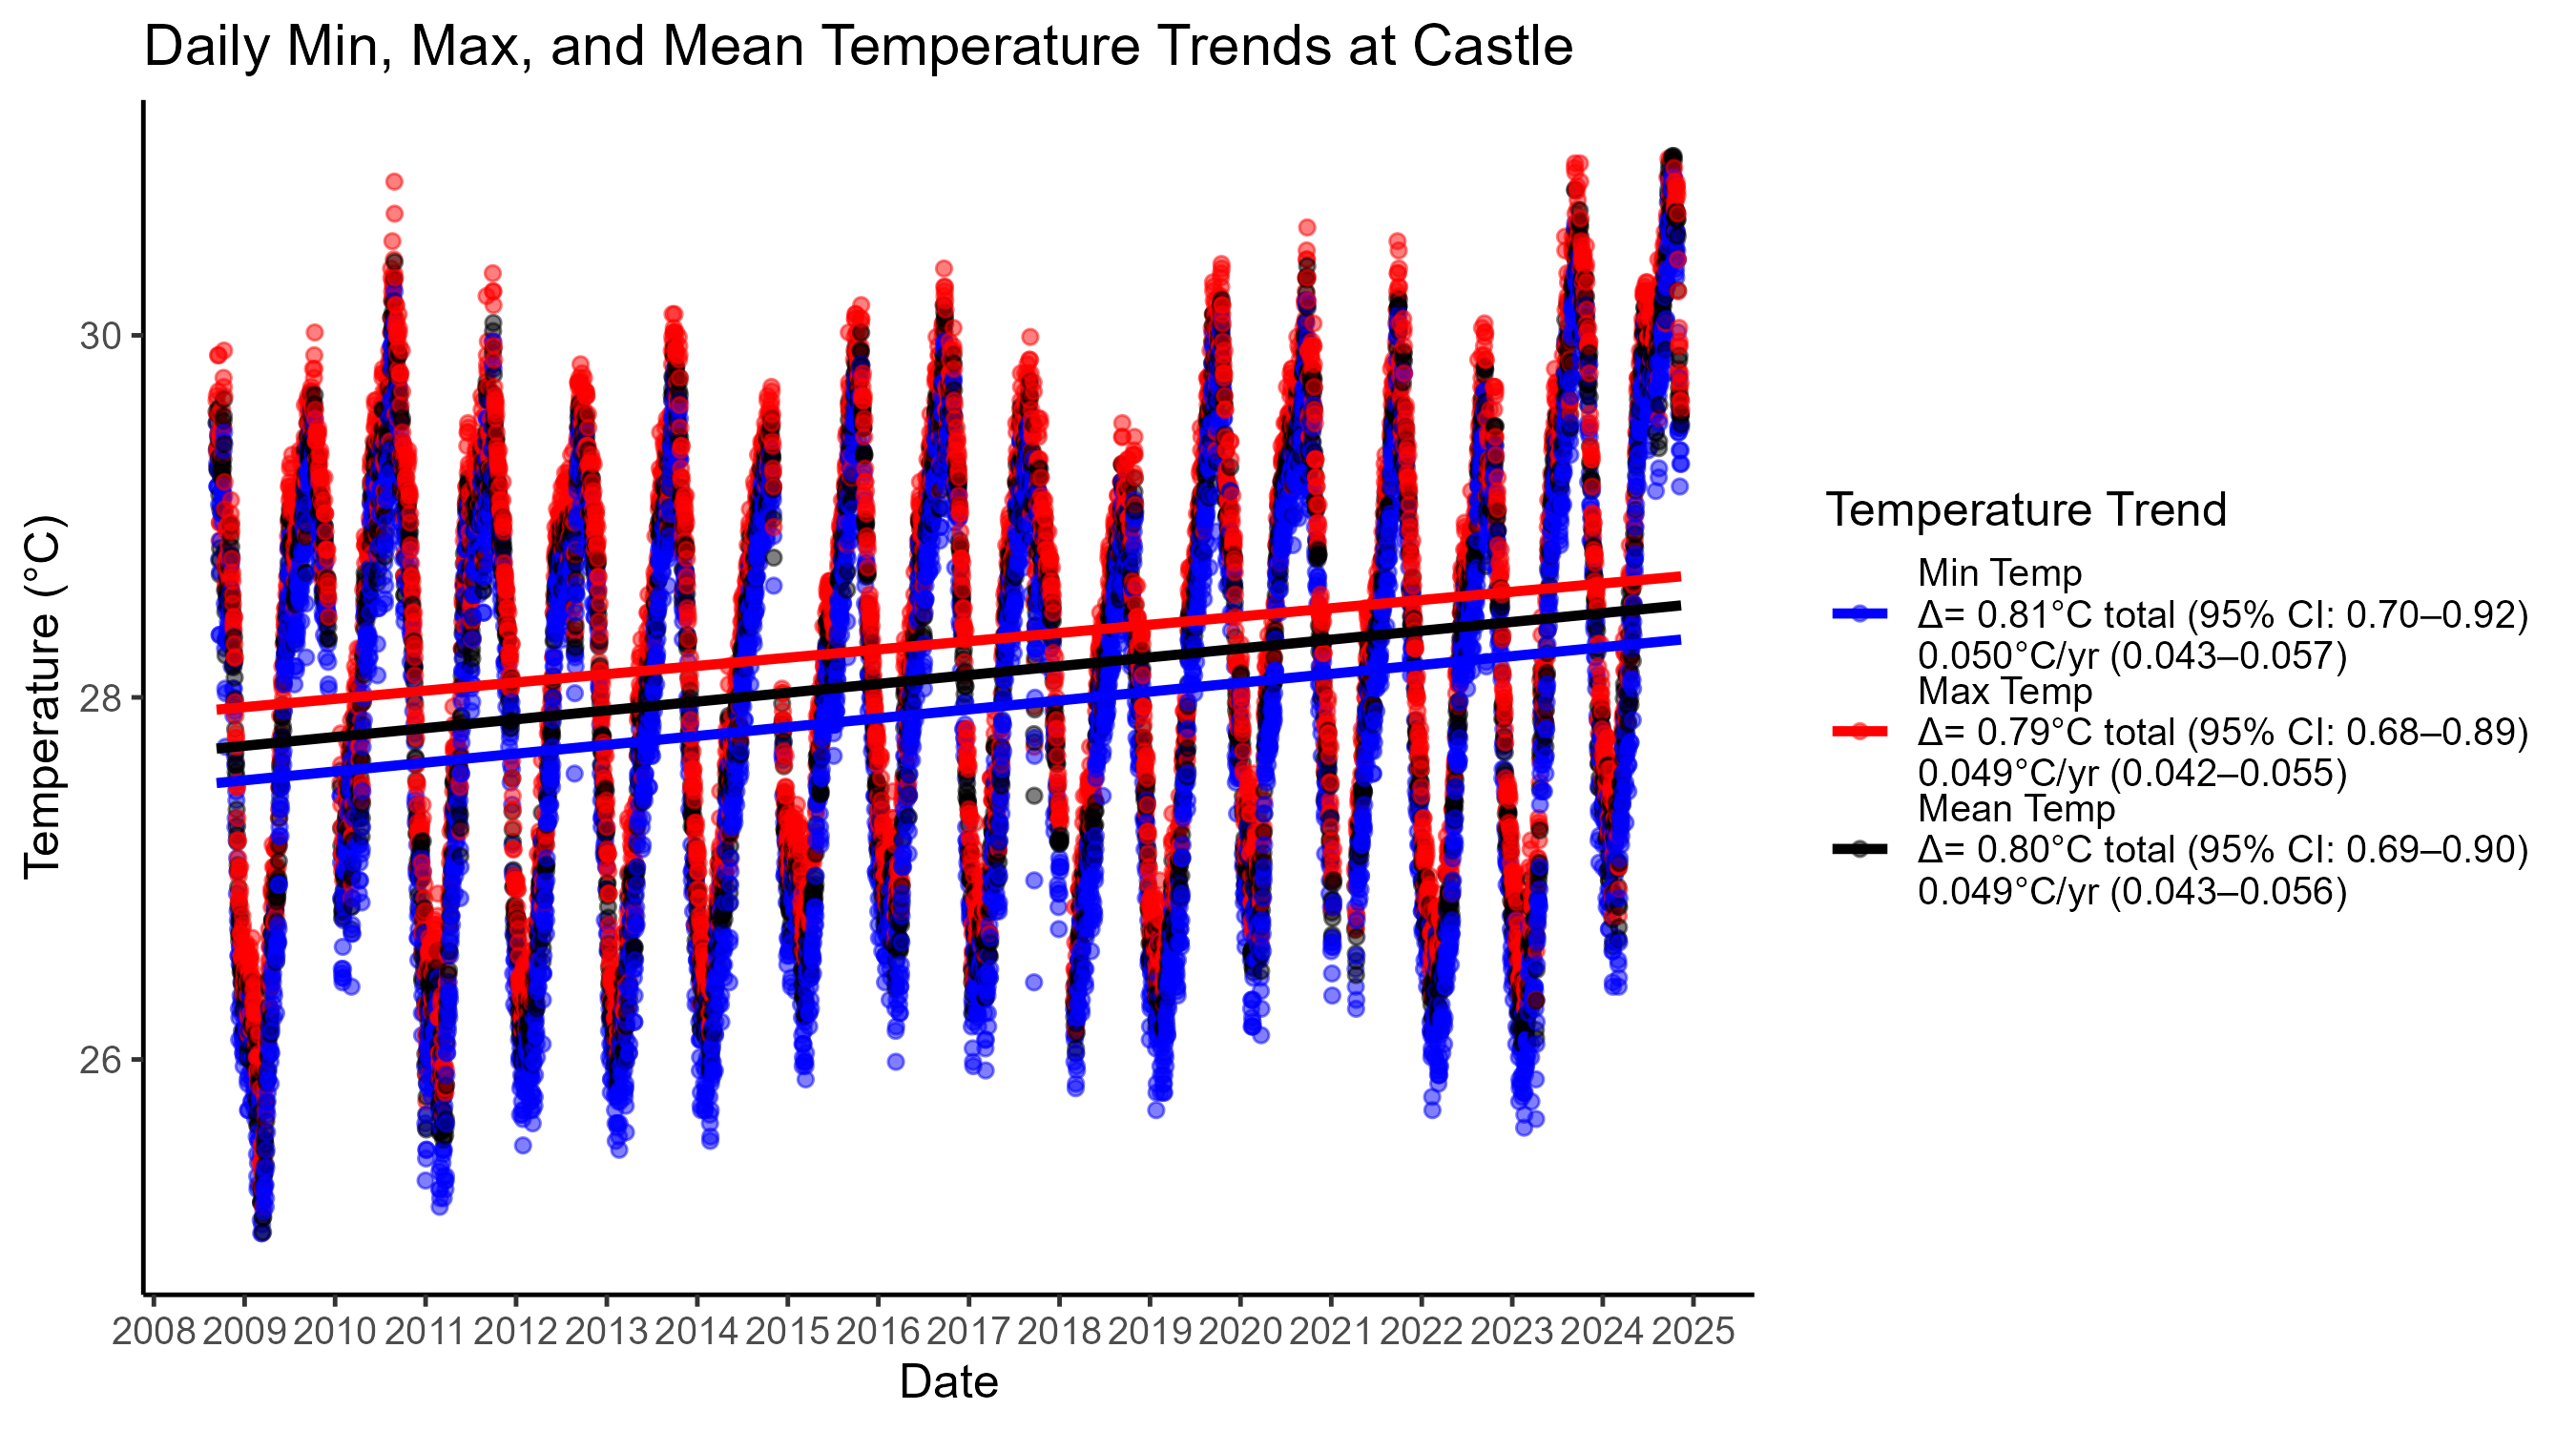 Daily Min, Max, and Mean Temperature Trends at Castle
Temperature (°C)
30
28
26
2008 2009 2010 2011 2012 2013 2014 2015 2016 2017 2018 2019 2020 2021 2022 2023 2024 2025
Date
Temperature Trend
Min Temp
Δ= 0.81°C total (95% CI: 0.70–0.92)
0.050°C/yr (0.043–0.057)
Max Temp
Δ= 0.79°C total (95% CI: 0.68–0.89)
0.049°C/yr (0.042–0.055)
Mean Temp
Δ= 0.80°C total (95% CI: 0.69–0.90)
0.049°C/yr (0.043–0.056)